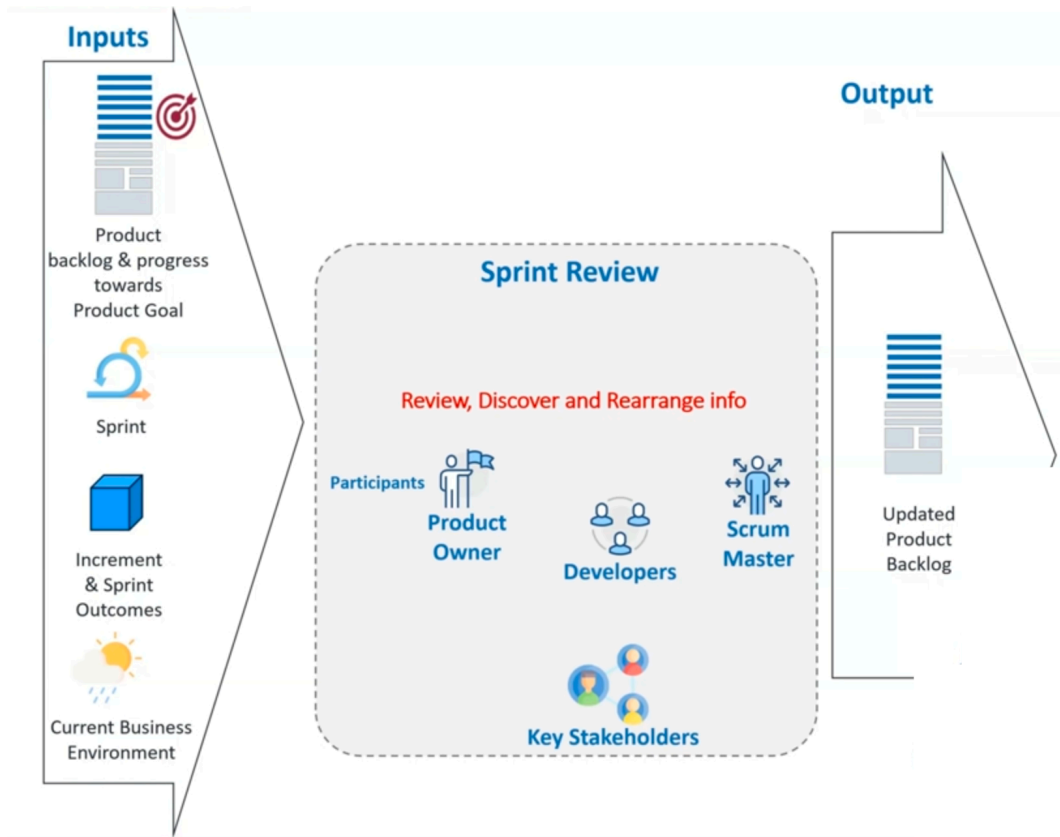 Inputs
Product
backlog & progress
towards
Product Goal
Sprint
Increment
& Sprint
Outcomes
Current Business
Environment
Sprint Review
Review, Discover and Rearrange info
Participants
Product
Owner
Developers
Scrum
Master
Key Stakeholders
Output
Updated
Product
Backlog